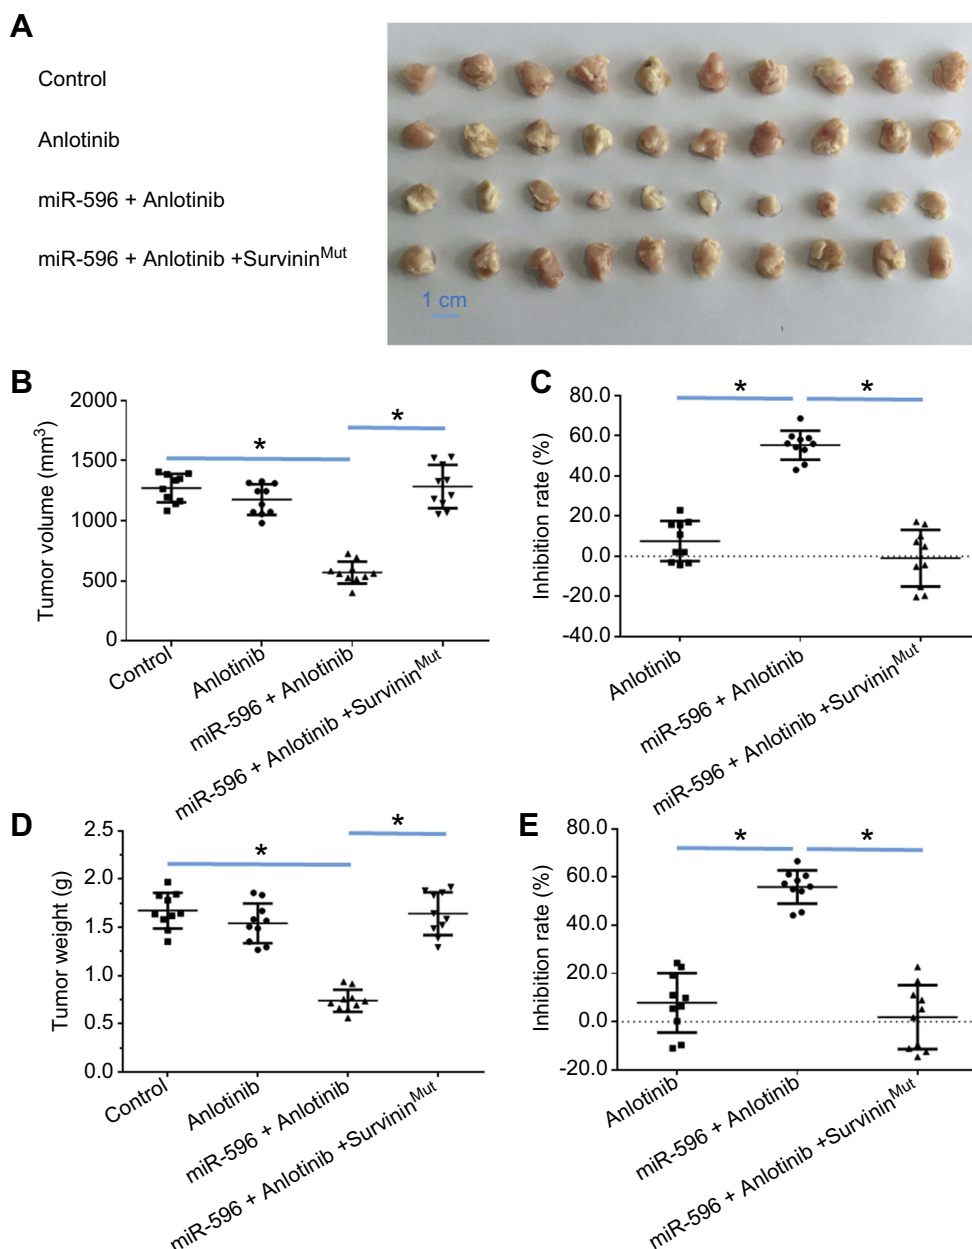 A
Control
Anlotinib
miR-596 + Anlotinib
miR-596 + Anlotinib +Survinin^Mut
1 cm
B
Tumor volume (mm³)
2000
1500
1000
500
0
*
*
Control
Anlotinib
miR-596 + Anlotinib
miR-596 + Anlotinib +Survinin^Mut
C
Inhibition rate (%)
80.0
60.0
40.0
20.0
0.0
-20.0
-40.0
*
*
Anlotinib
miR-596 + Anlotinib
miR-596 + Anlotinib +Survinin^Mut
D
Tumor weight (g)
2.5
2.0
1.5
1.0
0.5
0.0
*
*
Control
Anlotinib
miR-596 + Anlotinib
miR-596 + Anlotinib +Survinin^Mut
E
Inhibition rate (%)
80.0
60.0
40.0
20.0
0.0
-20.0
*
*
Anlotinib
miR-596 + Anlotinib
miR-596 + Anlotinib +Survinin^Mut